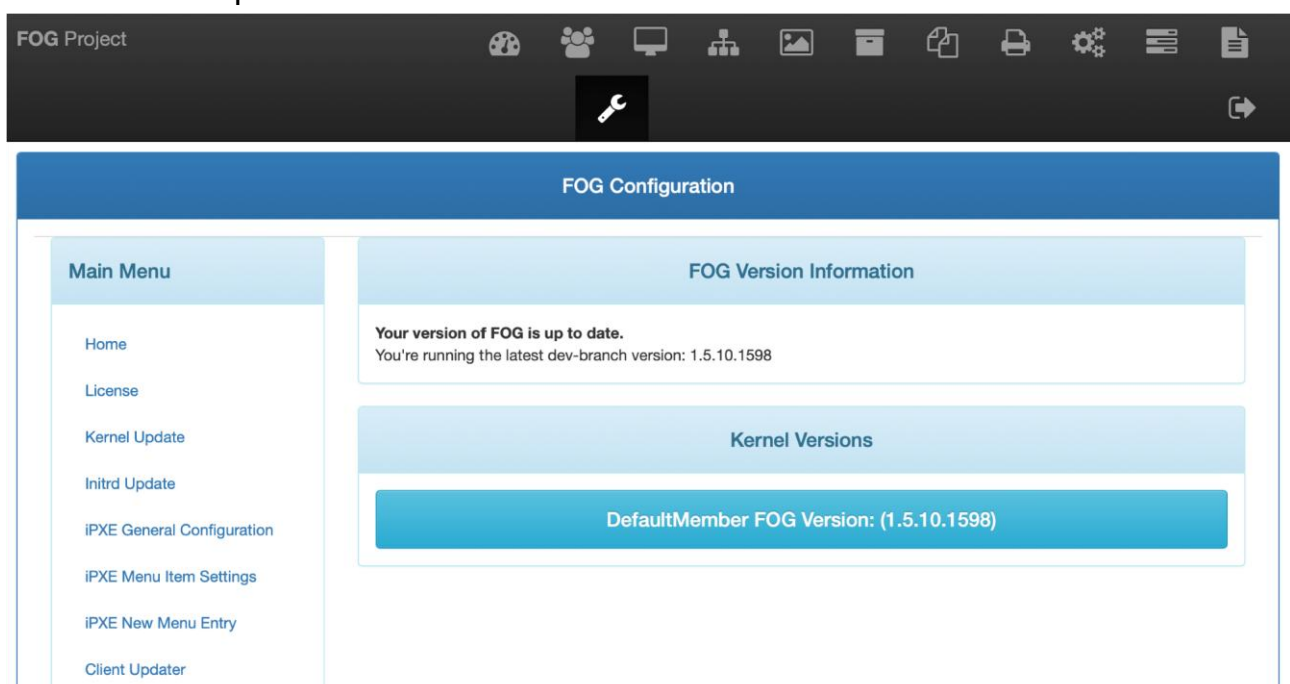 FOG Project
FOG Configuration
Main Menu
Home
License
Kernel Update
Initrd Update
iPXE General Configuration
iPXE Menu Item Settings
iPXE New Menu Entry
Client Updater
FOG Version Information
Your version of FOG is up to date.
You're running the latest dev-branch version: 1.5.10.1598
Kernel Versions
DefaultMember FOG Version: (1.5.10.1598)